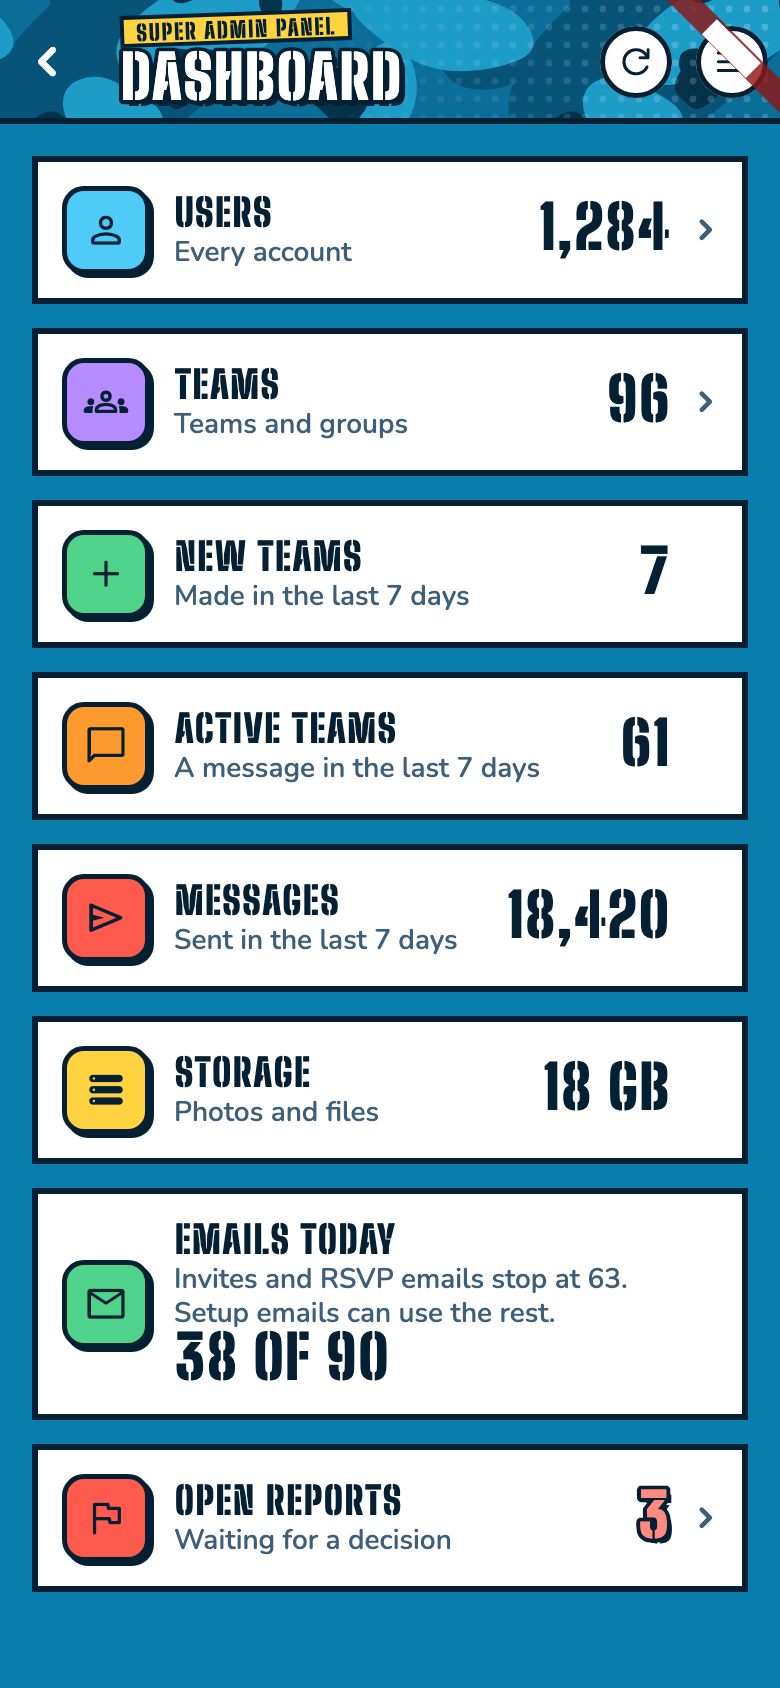 SUPER ADMIN PANEL
DASHBOARD
USERS
Every account
1,284
TEAMS
Teams and groups
96
NEW TEAMS
Made in the last 7 days
7
ACTIVE TEAMS
A message in the last 7 days
61
MESSAGES
Sent in the last 7 days
18,420
STORAGE
Photos and files
18 GB
EMAILS TODAY
Invites and RSVP emails stop at 63.
Setup emails can use the rest.
38 OF 90
OPEN REPORTS
Waiting for a decision
3